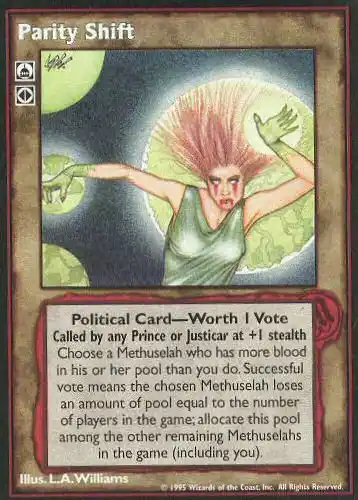 Parity Shift
Political Card—Worth 1 Vote
Called by any Prince or Justicar at +1 stealth
Choose a Methuselah who has more blood
in his or her pool than you do. Successful
vote means the chosen Methuselah loses
an amount of pool equal to the number
of players in the game; allocate this pool
among the other remaining Methuselahs
in the game (including you).
Illus. L.A. Williams
© 1995 Wizards of the Coast, Inc. All Rights Reserved.